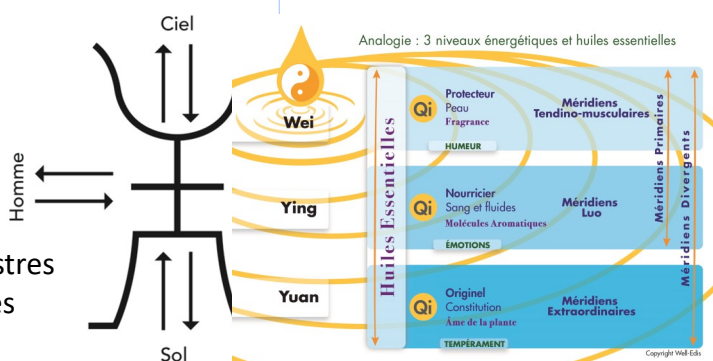 Ciel
Homme
stres
es
Sol
Analogie : 3 niveaux énergétiques et huiles essentielles
Wei
Ying
Yuan
Huiles Essentielles
Qi
Protecteur
Peau
Fragrance
HUMEUR
Méridiens
Tendino-musculaires
Qi
Nourricier
Sang et fluides
Molécules Aromatiques
ÉMOTIONS
Méridiens
Luo
Qi
Originel
Constitution
Âme de la plante
TEMPÉRAMENT
Méridiens
Extraordinaires
Méridiens Primaires
Méridiens Divergents
Copyright Well-Edis